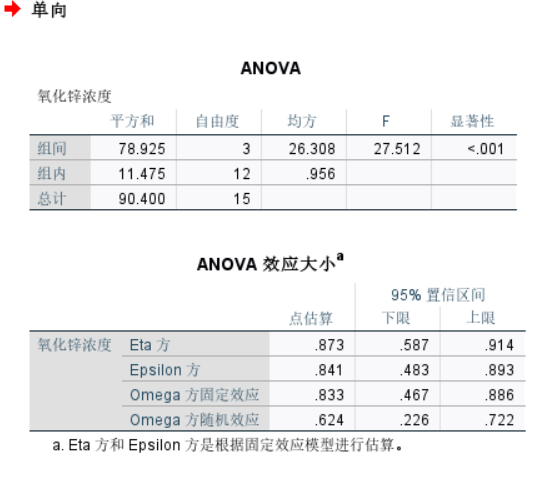 单向
ANOVA
氧化锌浓度
平方和 自由度 均方 F 显著性
组间 78.925 3 26.308 27.512 <.001
组内 11.475 12 .956
总计 90.400 15
ANOVA 效应大小a
95% 置信区间
点估算 下限 上限
氧化锌浓度 Eta 方 .873 .587 .914
Epsilon 方 .841 .483 .893
Omega 方固定效应 .833 .467 .886
Omega 方随机效应 .624 .226 .722
a. Eta 方和 Epsilon 方是根据固定效应模型进行估算。